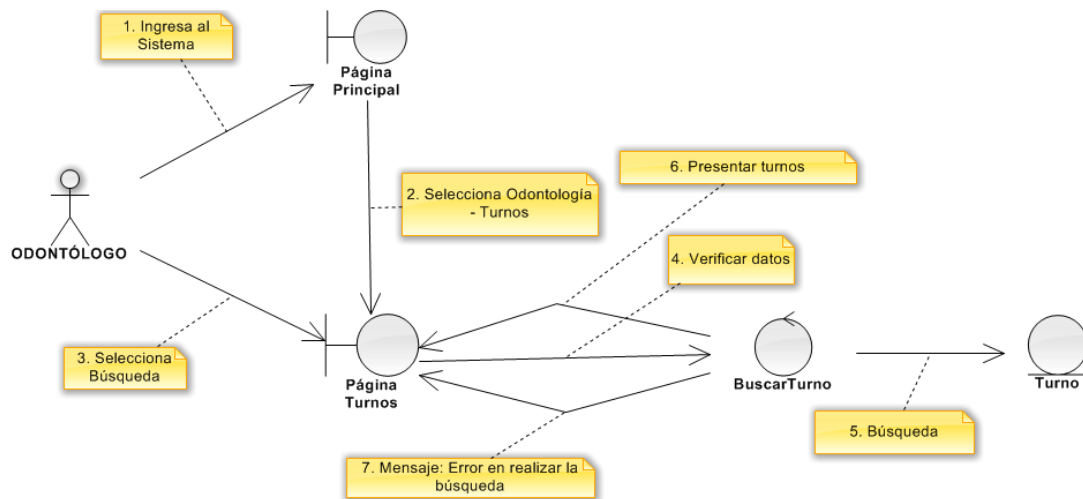 1. Ingresa al
Sistema
Página
Principal
6. Presentar turnos
2. Selecciona Odontología
- Turnos
ODONTÓLOGO
4. Verificar datos
3. Selecciona
Búsqueda
Página
Turnos
BuscarTurno
Turno
5. Búsqueda
7. Mensaje: Error en realizar la
búsqueda